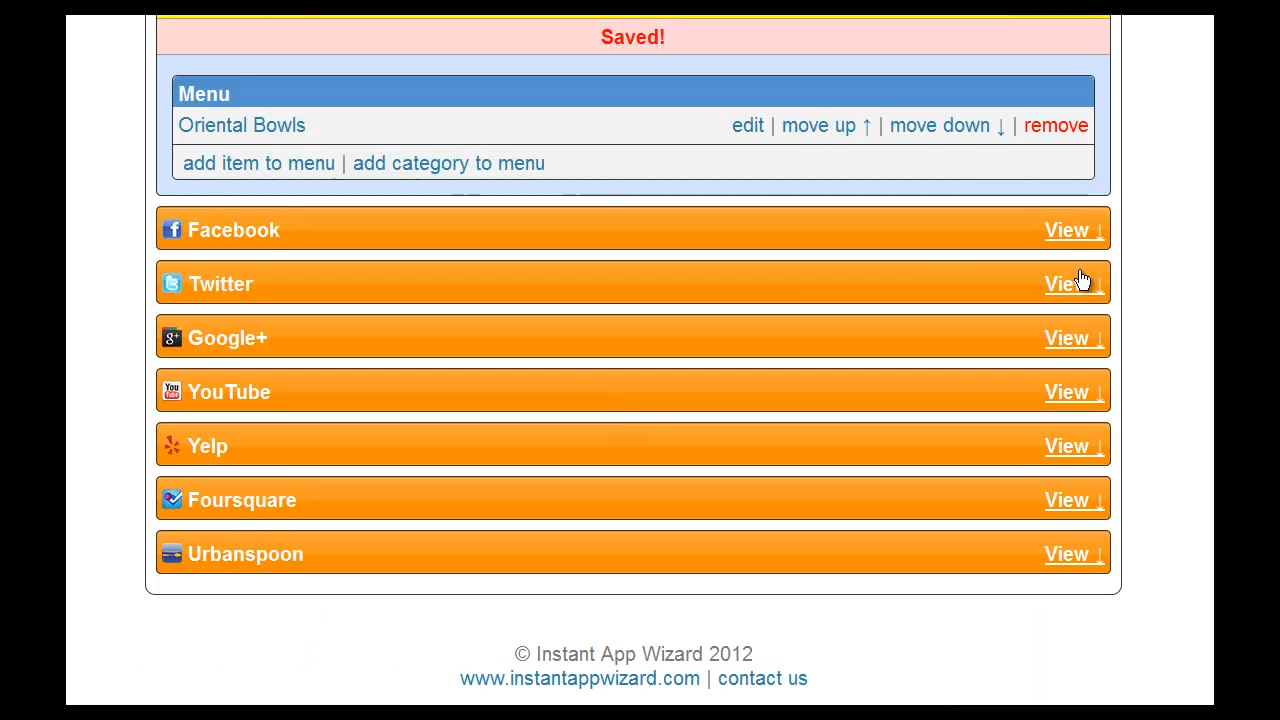 Saved!
Menu
Oriental Bowls edit | move up ↑ | move down ↓ | remove
add item to menu | add category to menu
Facebook View ↓
Twitter View ↓
Google+ View ↓
YouTube View ↓
Yelp View ↓
Foursquare View ↓
Urbanspoon View ↓
© Instant App Wizard 2012
www.instantappwizard.com | contact us